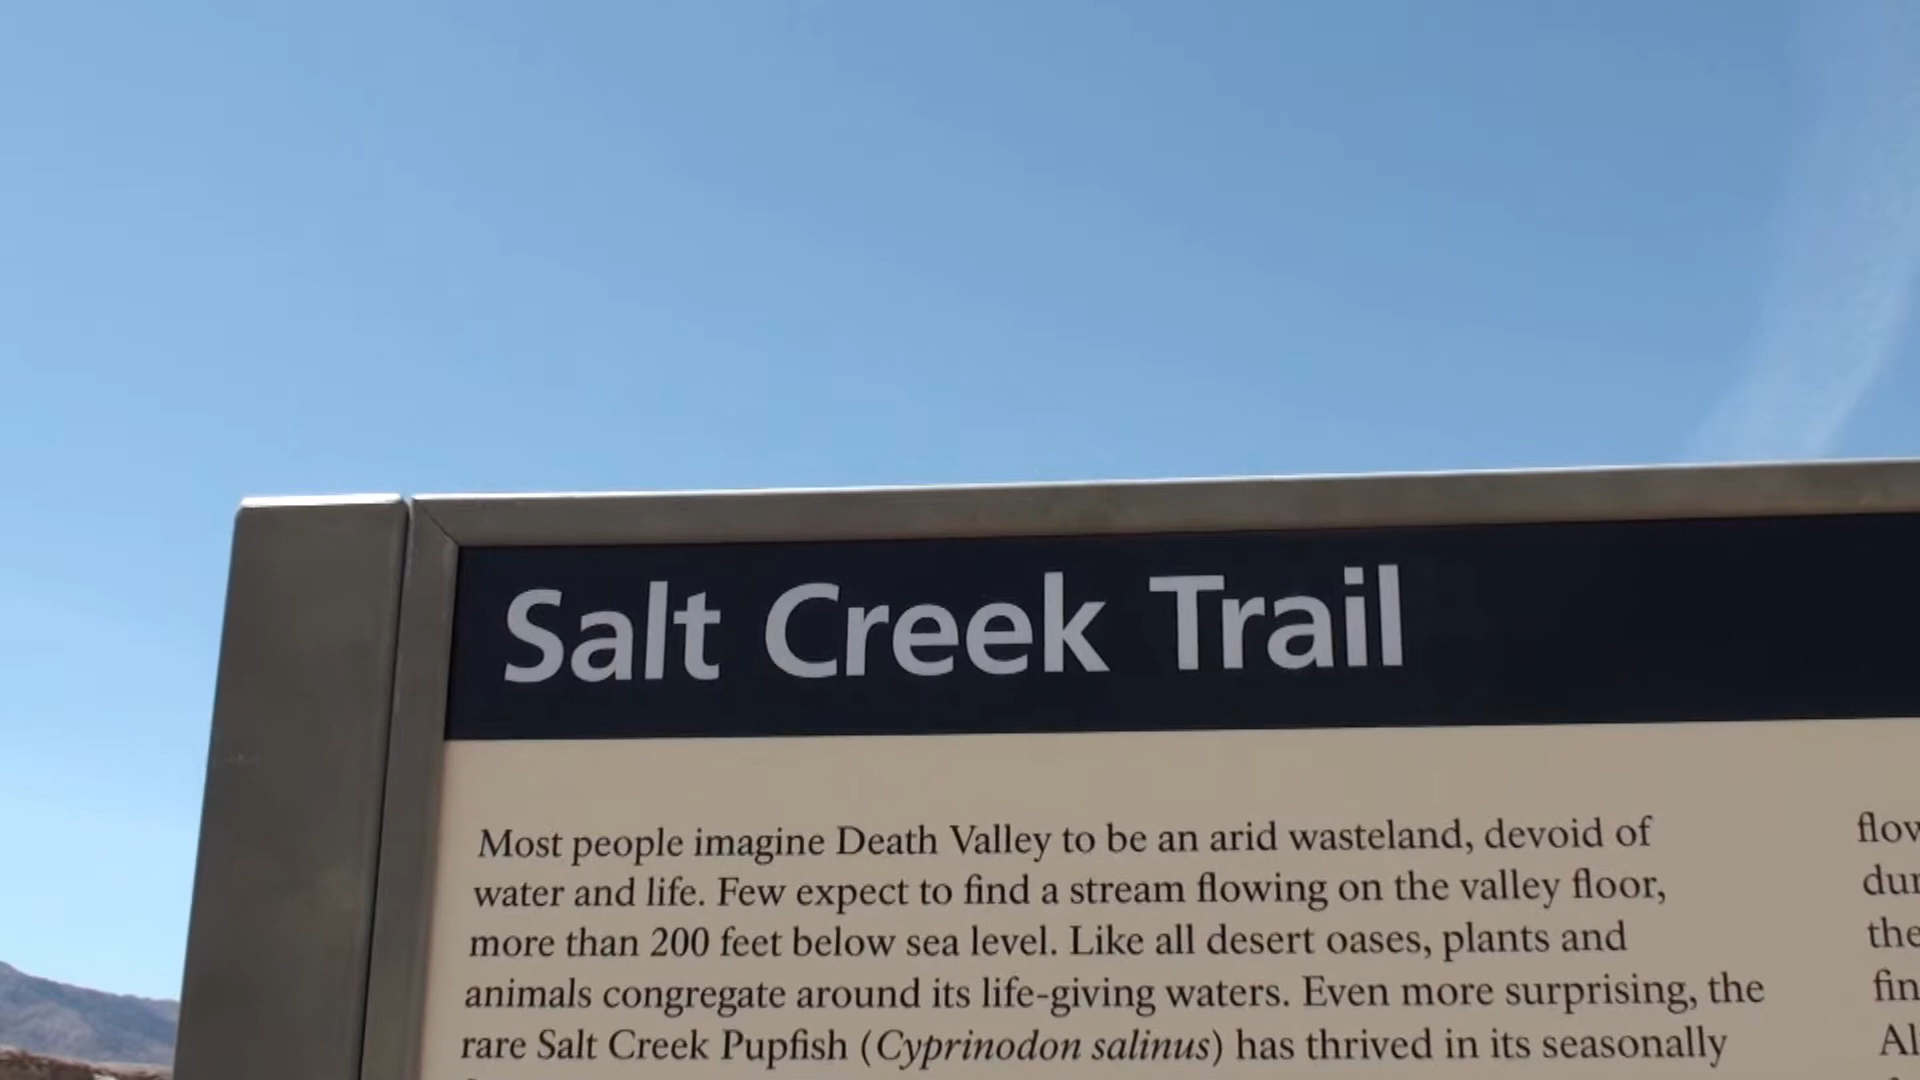 Salt Creek Trail
Most people imagine Death Valley to be an arid wasteland, devoid of
water and life. Few expect to find a stream flowing on the valley floor,
more than 200 feet below sea level. Like all desert oases, plants and
animals congregate around its life-giving waters. Even more surprising, the
rare Salt Creek Pupfish (Cyprinodon salinus) has thrived in its seasonally
the